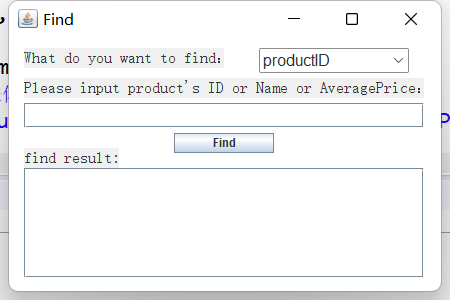 Find
What do you want to find: productID
Please input product's ID or Name or AveragePrice:
Find
find result: